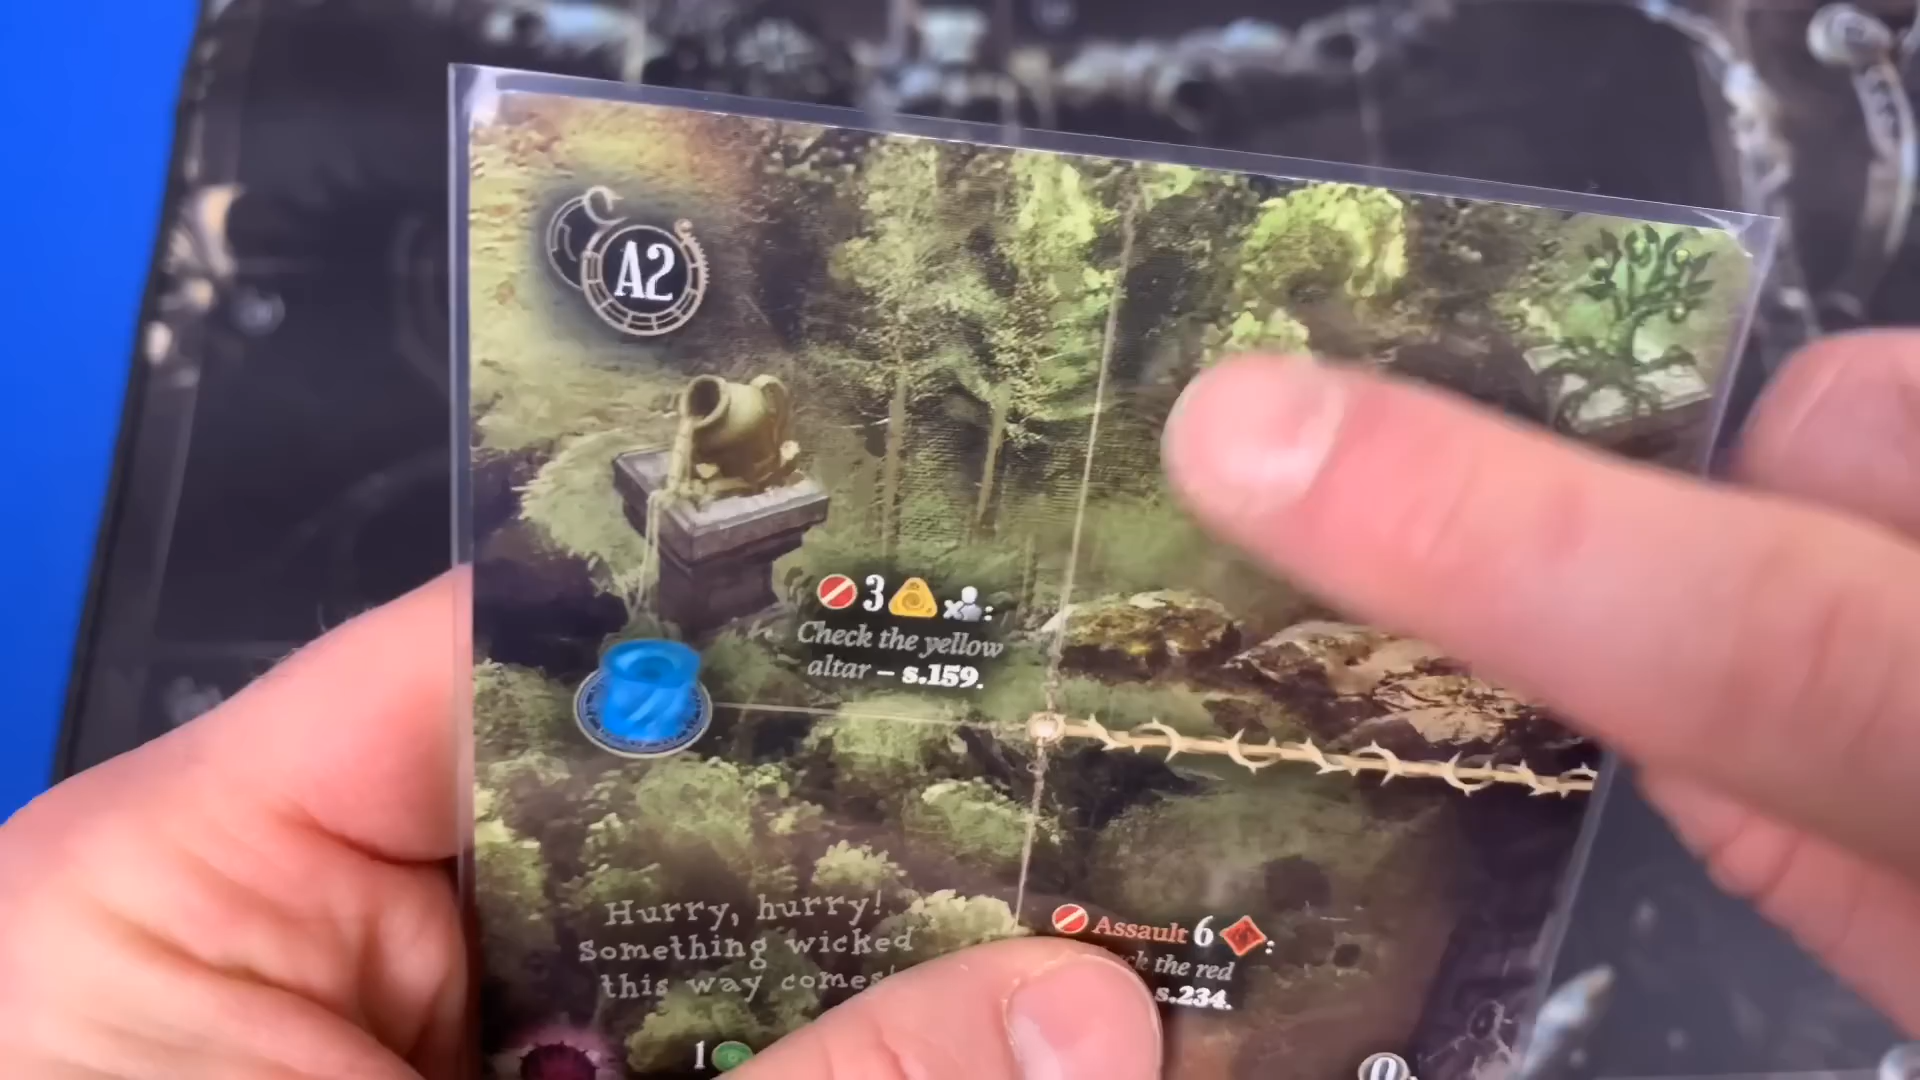 A2
3 x :
Check the yellow
altar – s.159.
Hurry, hurry!
Something wicked
this way comes!
Assault 6 :
the red
s.234.
1
0